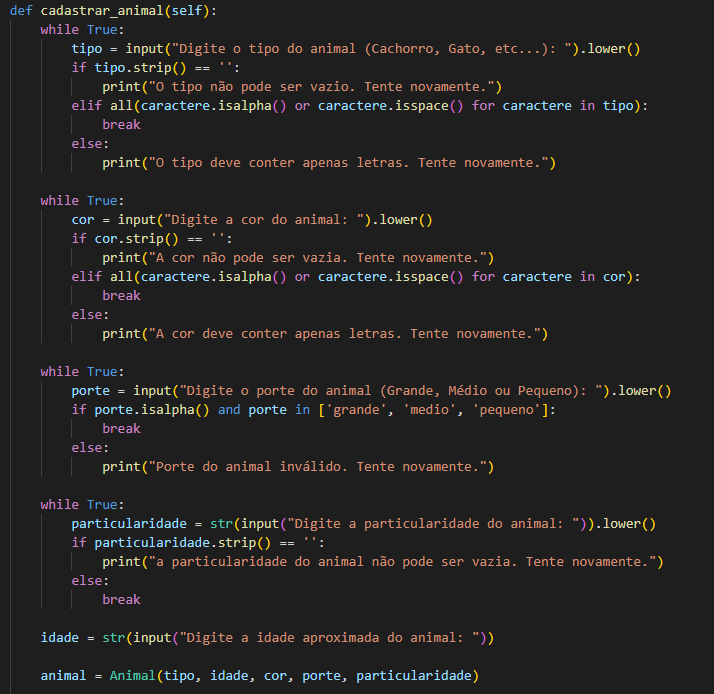 def cadastrar_animal(self):
    while True:
        tipo = input("Digite o tipo do animal (Cachorro, Gato, etc...): ").lower()
        if tipo.strip() == '':
            print("O tipo não pode ser vazio. Tente novamente.")
        elif all(caractere.isalpha() or caractere.isspace() for caractere in tipo):
            break
        else:
            print("O tipo deve conter apenas letras. Tente novamente.")

    while True:
        cor = input("Digite a cor do animal: ").lower()
        if cor.strip() == '':
            print("A cor não pode ser vazia. Tente novamente.")
        elif all(caractere.isalpha() or caractere.isspace() for caractere in cor):
            break
        else:
            print("A cor deve conter apenas letras. Tente novamente.")

    while True:
        porte = input("Digite o porte do animal (Grande, Médio ou Pequeno): ").lower()
        if porte.isalpha() and porte in ['grande', 'medio', 'pequeno']:
            break
        else:
            print("Porte do animal inválido. Tente novamente.")

    while True:
        particularidade = str(input("Digite a particularidade do animal: ")).lower()
        if particularidade.strip() == '':
            print("a particularidade do animal não pode ser vazia. Tente novamente.")
        else:
            break

    idade = str(input("Digite a idade aproximada do animal: "))

    animal = Animal(tipo, idade, cor, porte, particularidade)